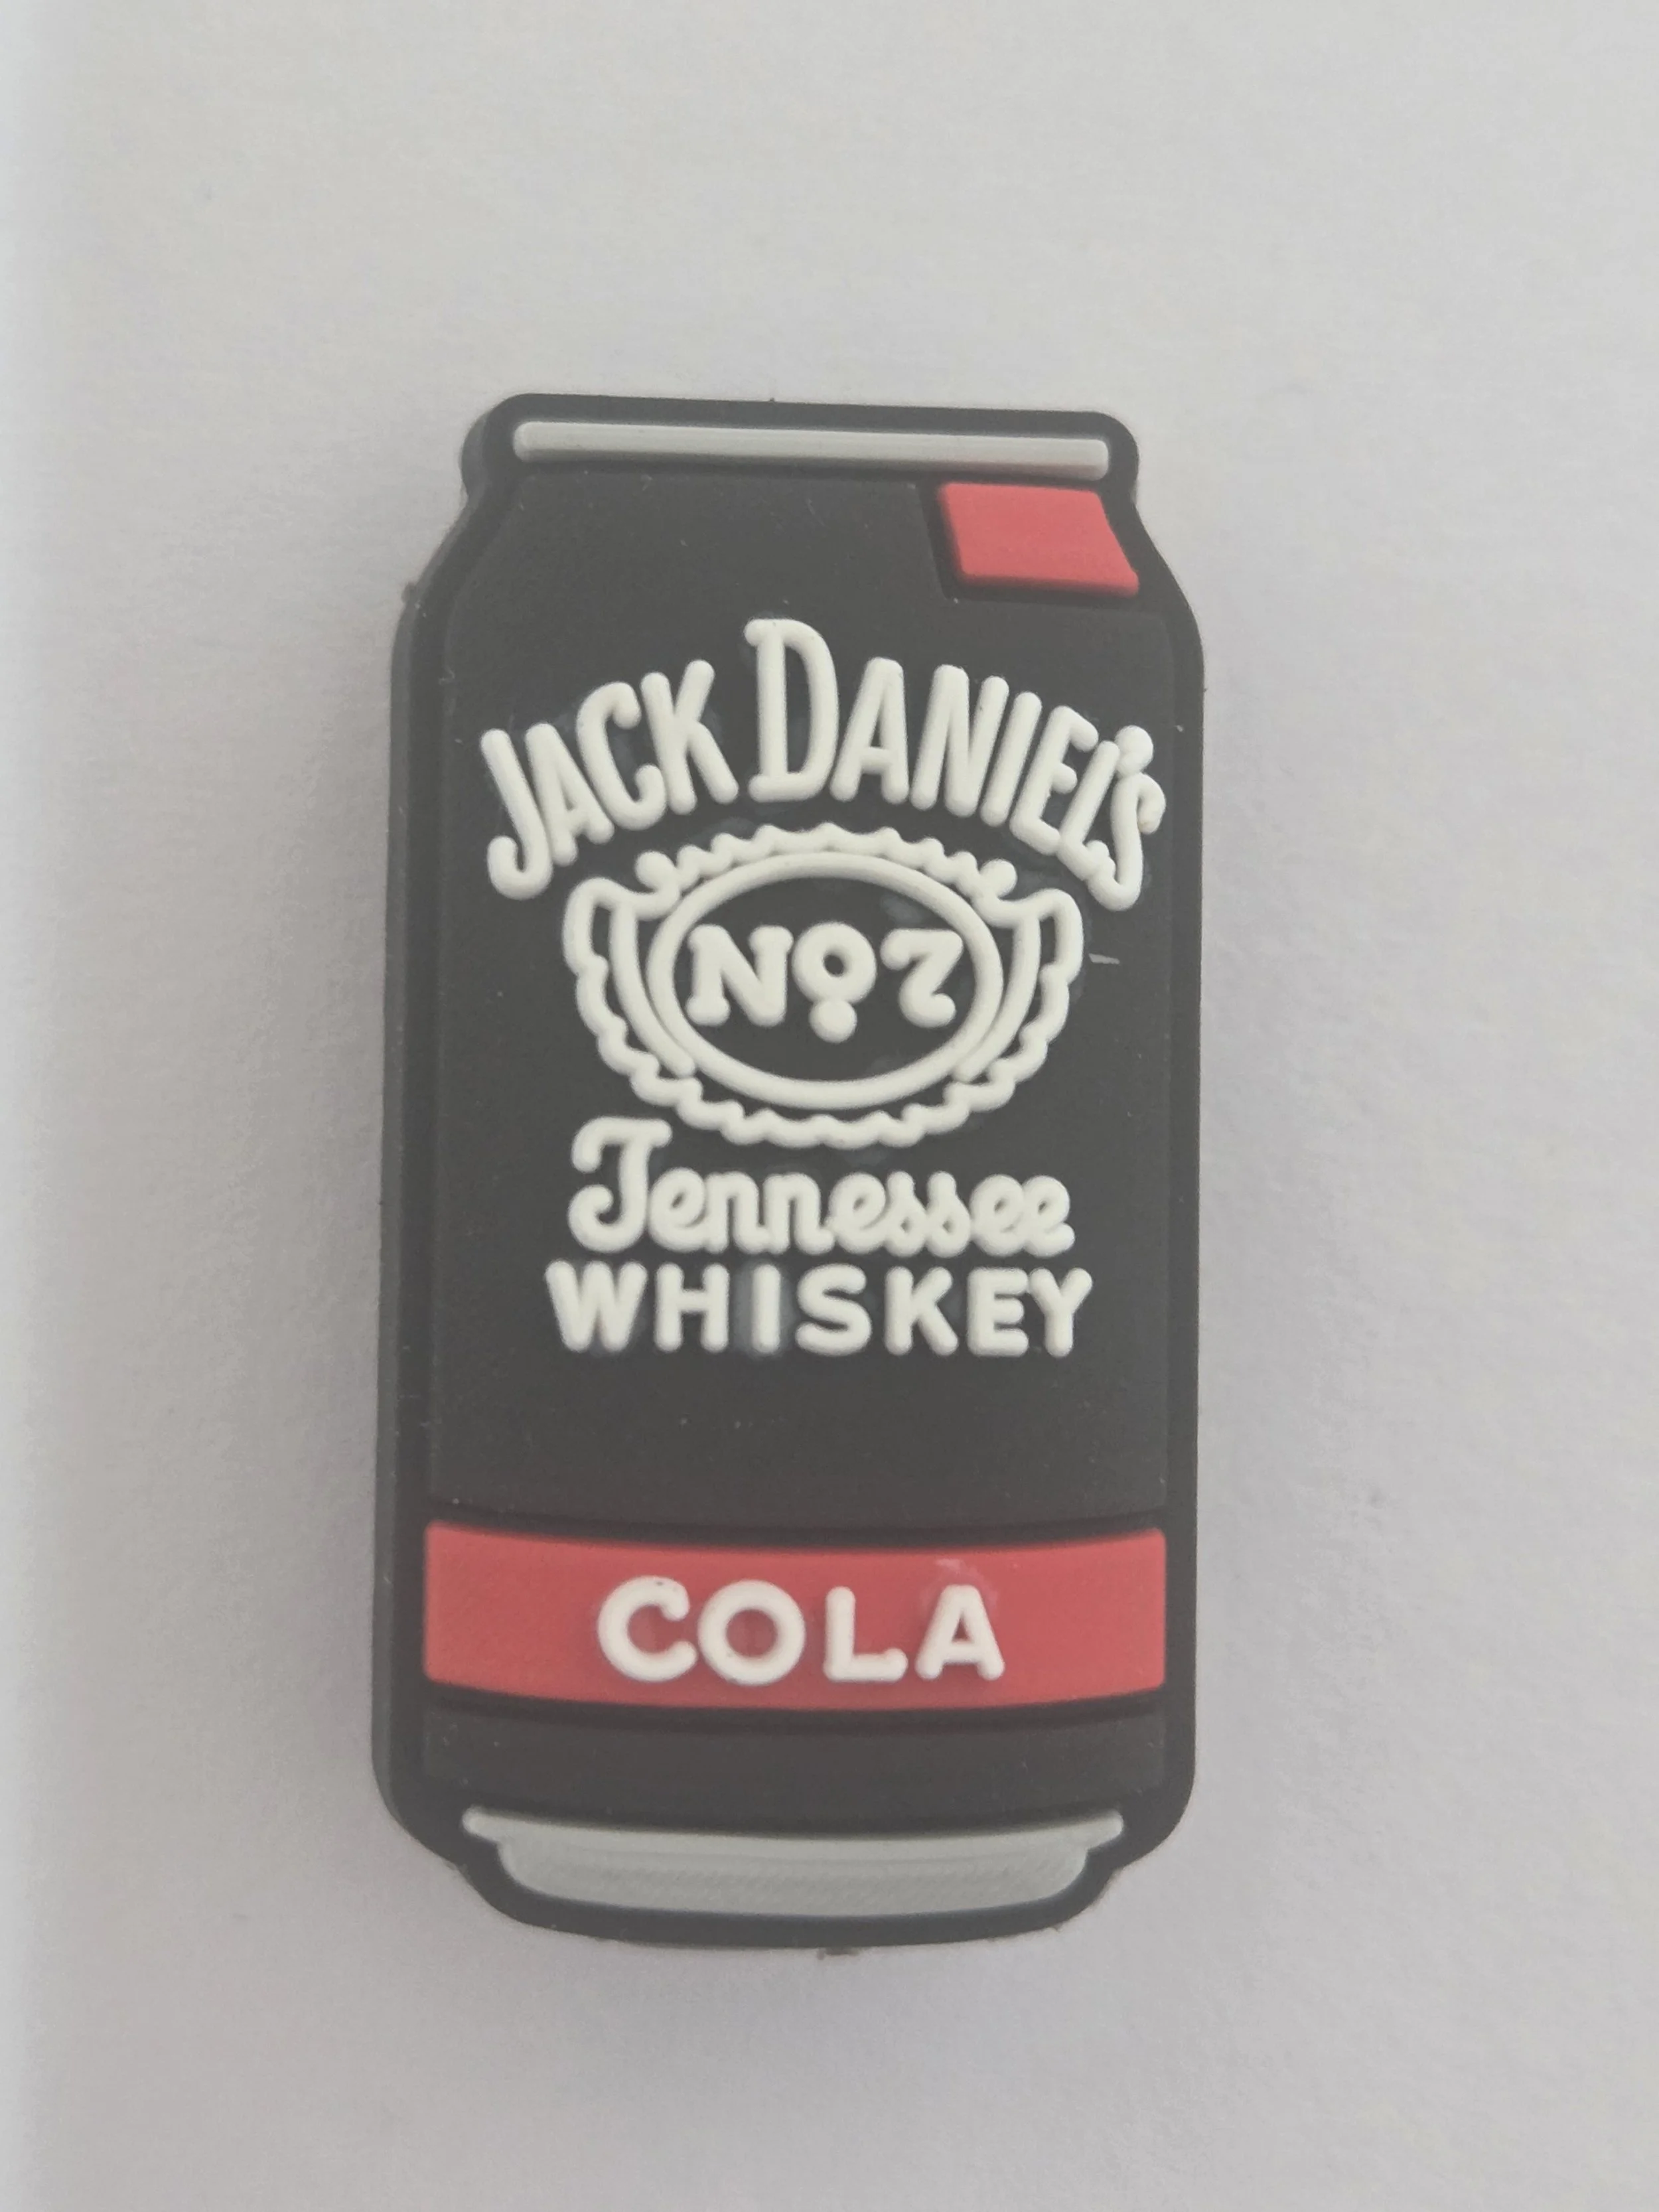 JACK DANIEL'S
Nº7
Tennessee
WHISKEY
COLA